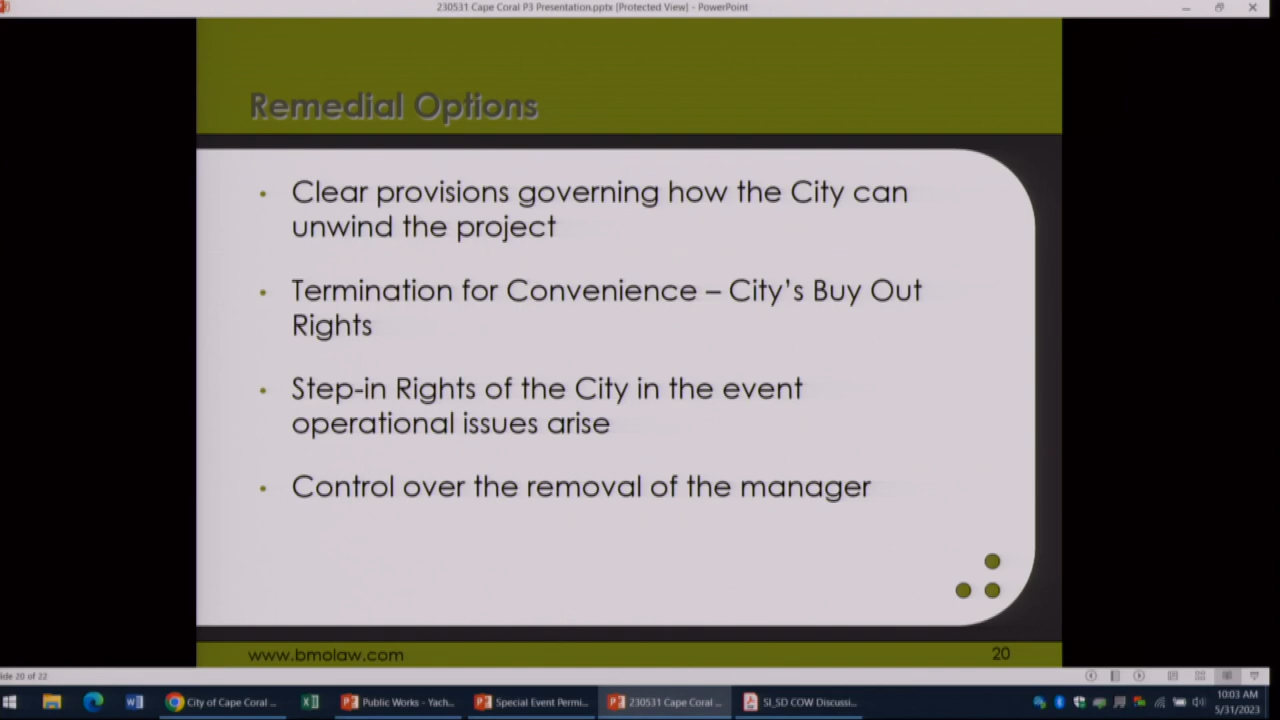 230531 Cape Coral P3 Presentation.pptx [Protected View] - PowerPoint
Remedial Options
• Clear provisions governing how the City can
unwind the project
• Termination for Convenience – City's Buy Out
Rights
• Step-in Rights of the City in the event
operational issues arise
• Control over the removal of the manager
www.bmolaw.com
20
lide 20 of 22
City of Cape Coral ...
Public Works - Yach...
Special Event Permi...
230531 Cape Coral ...
SI_SD COW Discussi...
10:03 AM
5/31/2023